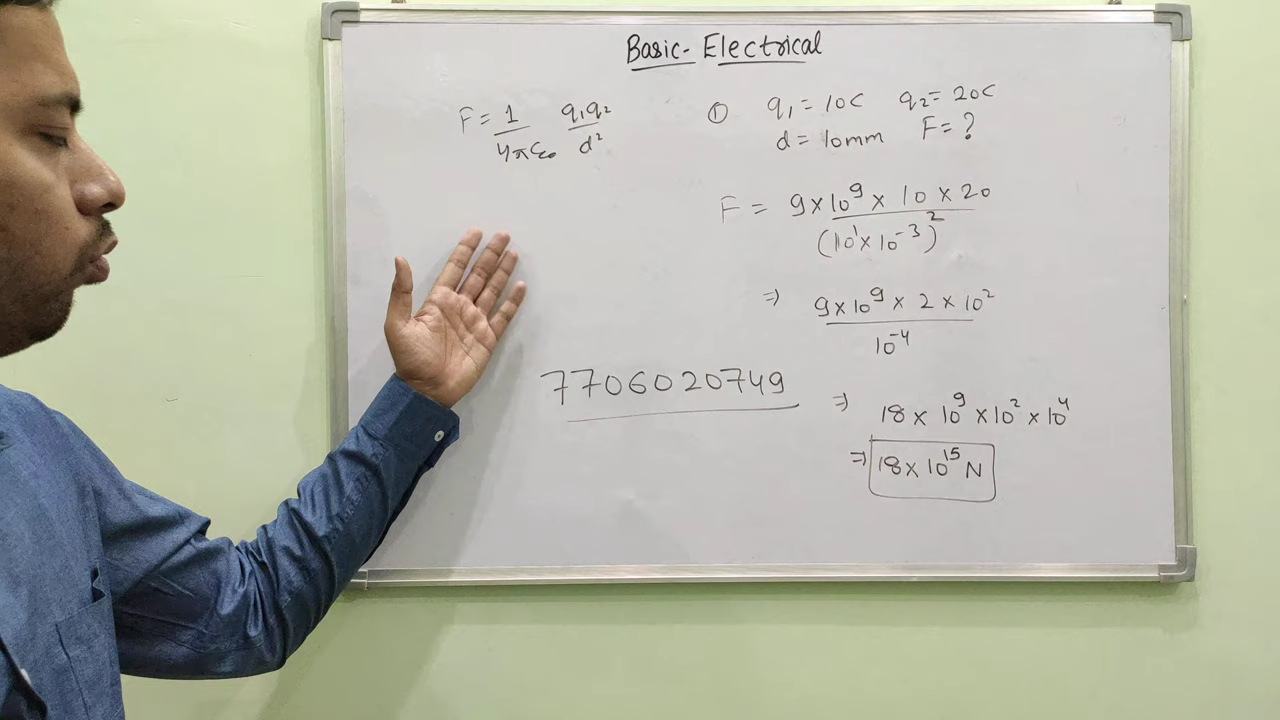 Basic- Electrical
F = 1/4πε₀ q₁q₂/d²
① q₁ = 10C q₂ = 20C
d = 10mm F = ?
F = 9×10⁹ × 10 × 20
(10¹×10⁻³)²
⇒ 9×10⁹ × 2 × 10²
10⁻⁴
7706020749
⇒ 18 × 10⁹ × 10² × 10⁴
⇒ 18 × 10¹⁵ N